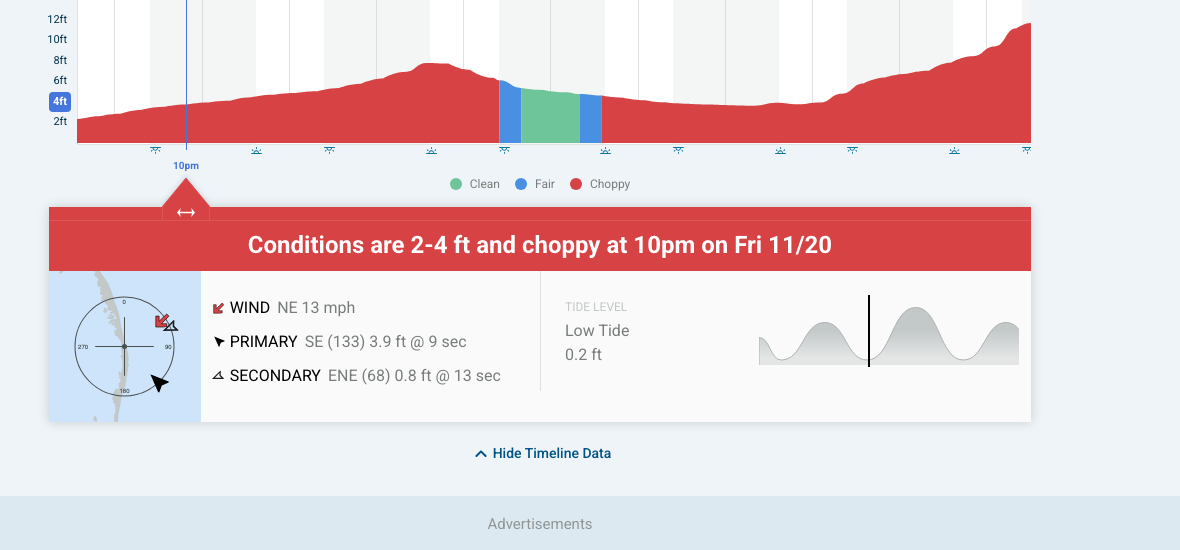 12ft
10ft
8ft
6ft
4ft
2ft
10pm
Clean Fair Choppy
Conditions are 2-4 ft and choppy at 10pm on Fri 11/20
0
270
90
180
WIND NE 13 mph
PRIMARY SE (133) 3.9 ft @ 9 sec
SECONDARY ENE (68) 0.8 ft @ 13 sec
TIDE LEVEL
Low Tide
0.2 ft
Hide Timeline Data
Advertisements